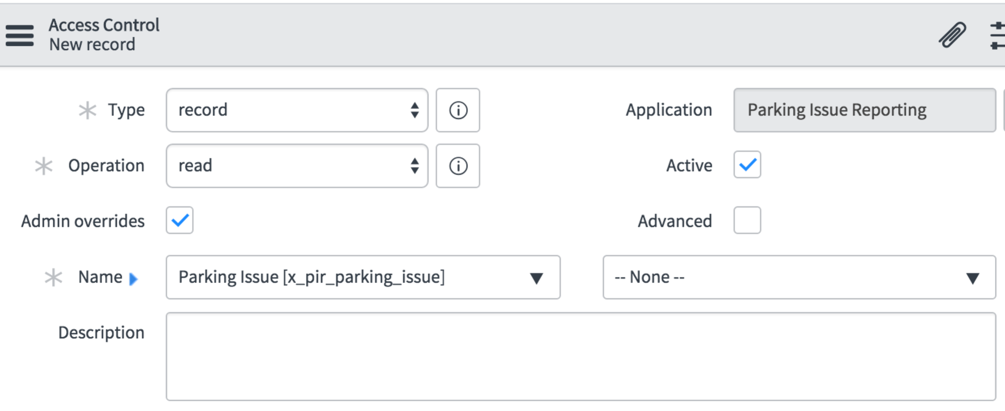 Access Control
New record
Type record Application Parking Issue Reporting
Operation read Active
Admin overrides Advanced
Name Parking Issue [x_pir_parking_issue] -- None --
Description